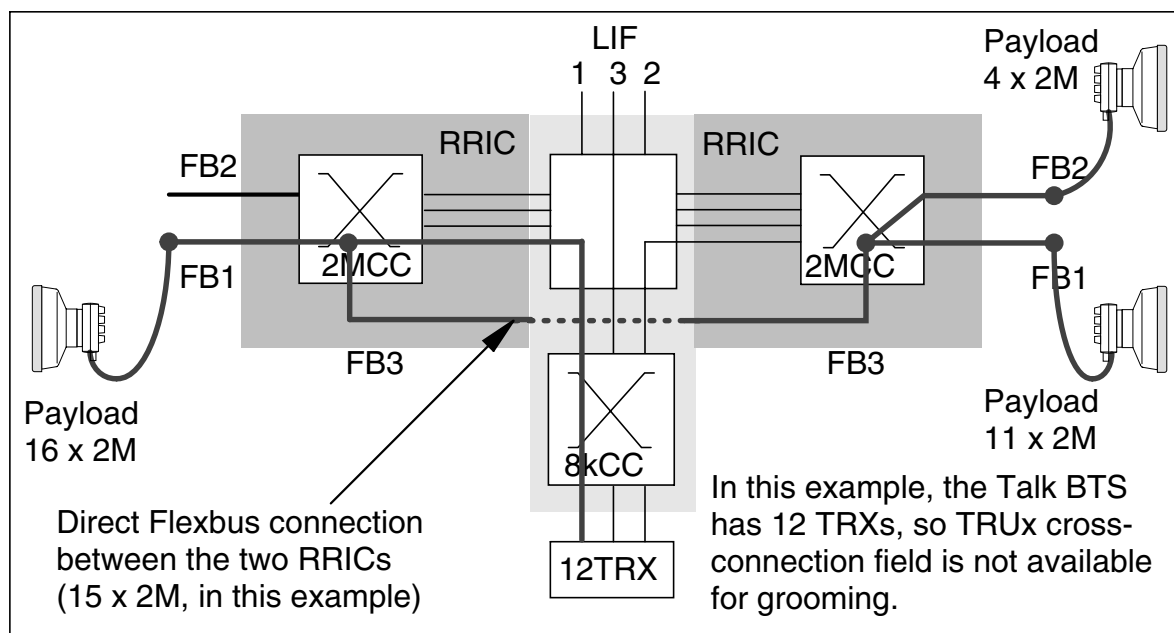 LIF
1 3 2
Payload
4 x 2M
RRIC
RRIC
FB2
FB2
2MCC
2MCC
FB1
FB1
FB3
FB3
Payload
16 x 2M
Payload
11 x 2M
8kCC
12TRX
Direct Flexbus connection
between the two RRICs
(15 x 2M, in this example)
In this example, the Talk BTS
has 12 TRXs, so TRUx cross-
connection field is not available
for grooming.